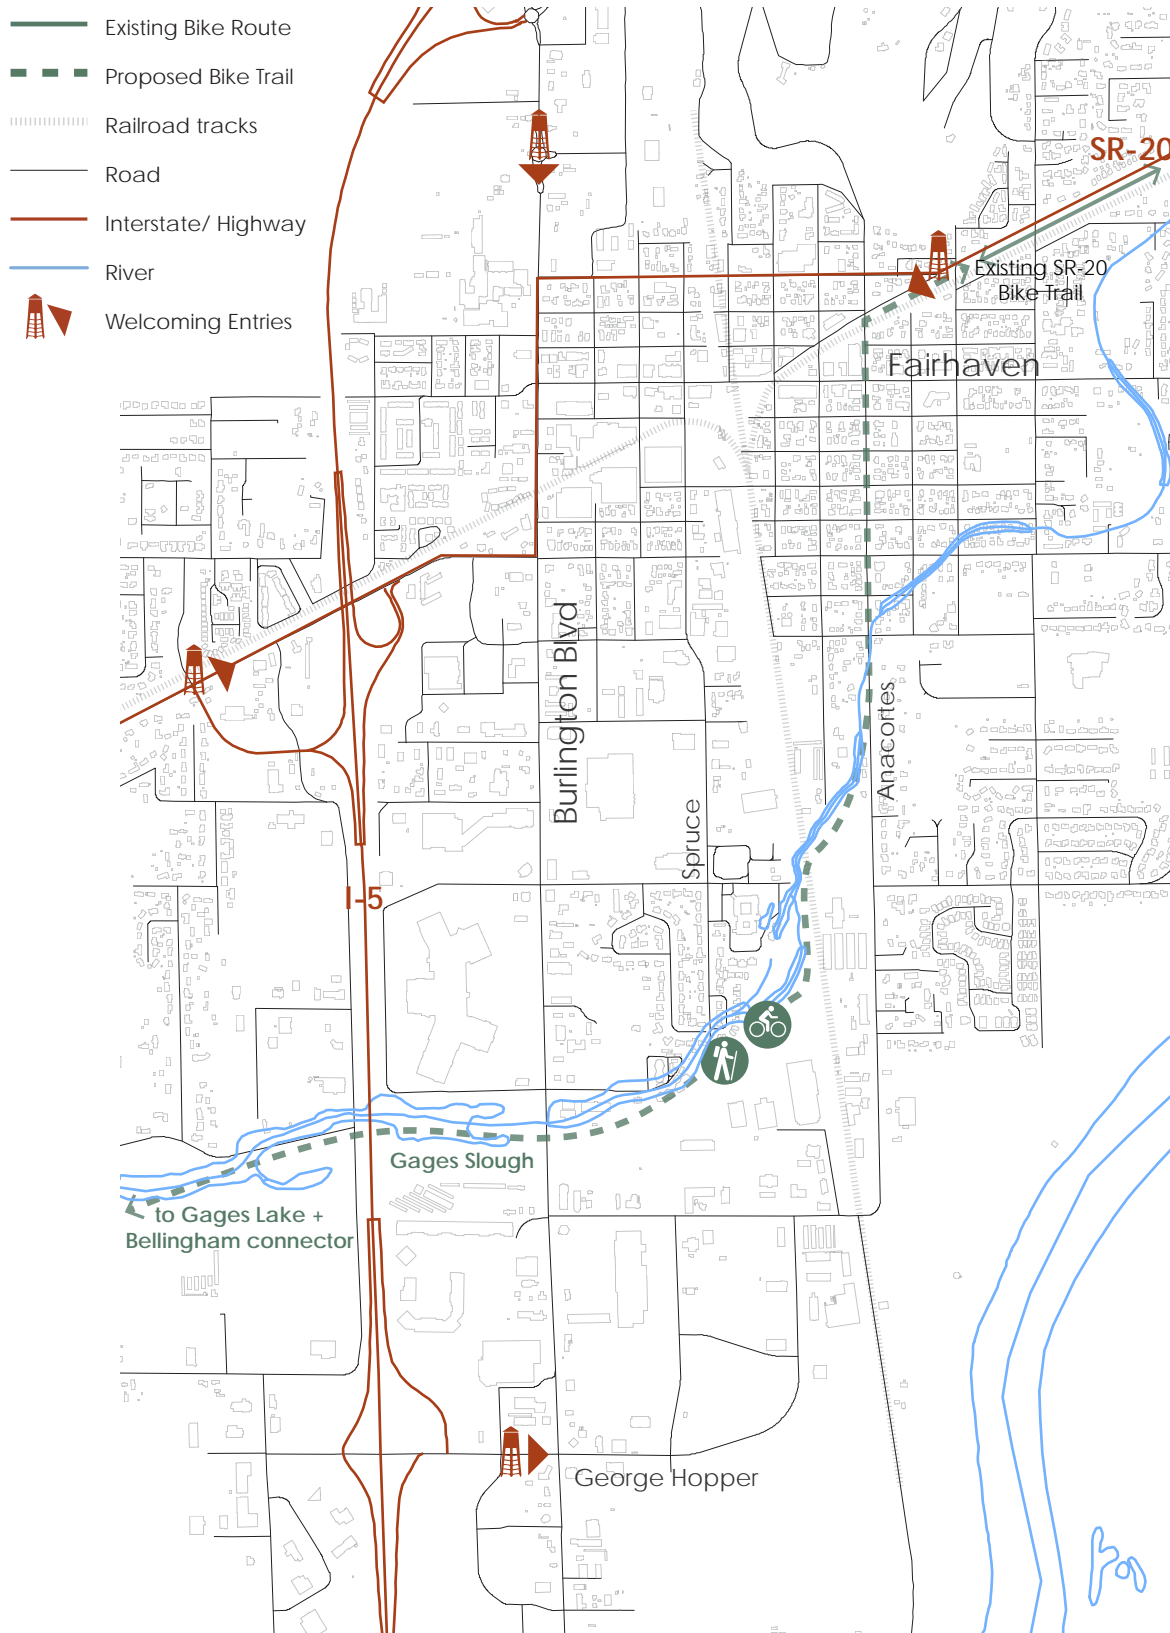 Existing Bike Route
Proposed Bike Trail
Railroad tracks
Road
Interstate/ Highway
River
Welcoming Entries
SR-20
Existing SR-20
Bike Trail
Fairhaven
Burlington Blvd
Anacortes
Spruce
I-5
Gages Slough
to Gages Lake +
Bellingham connector
George Hopper